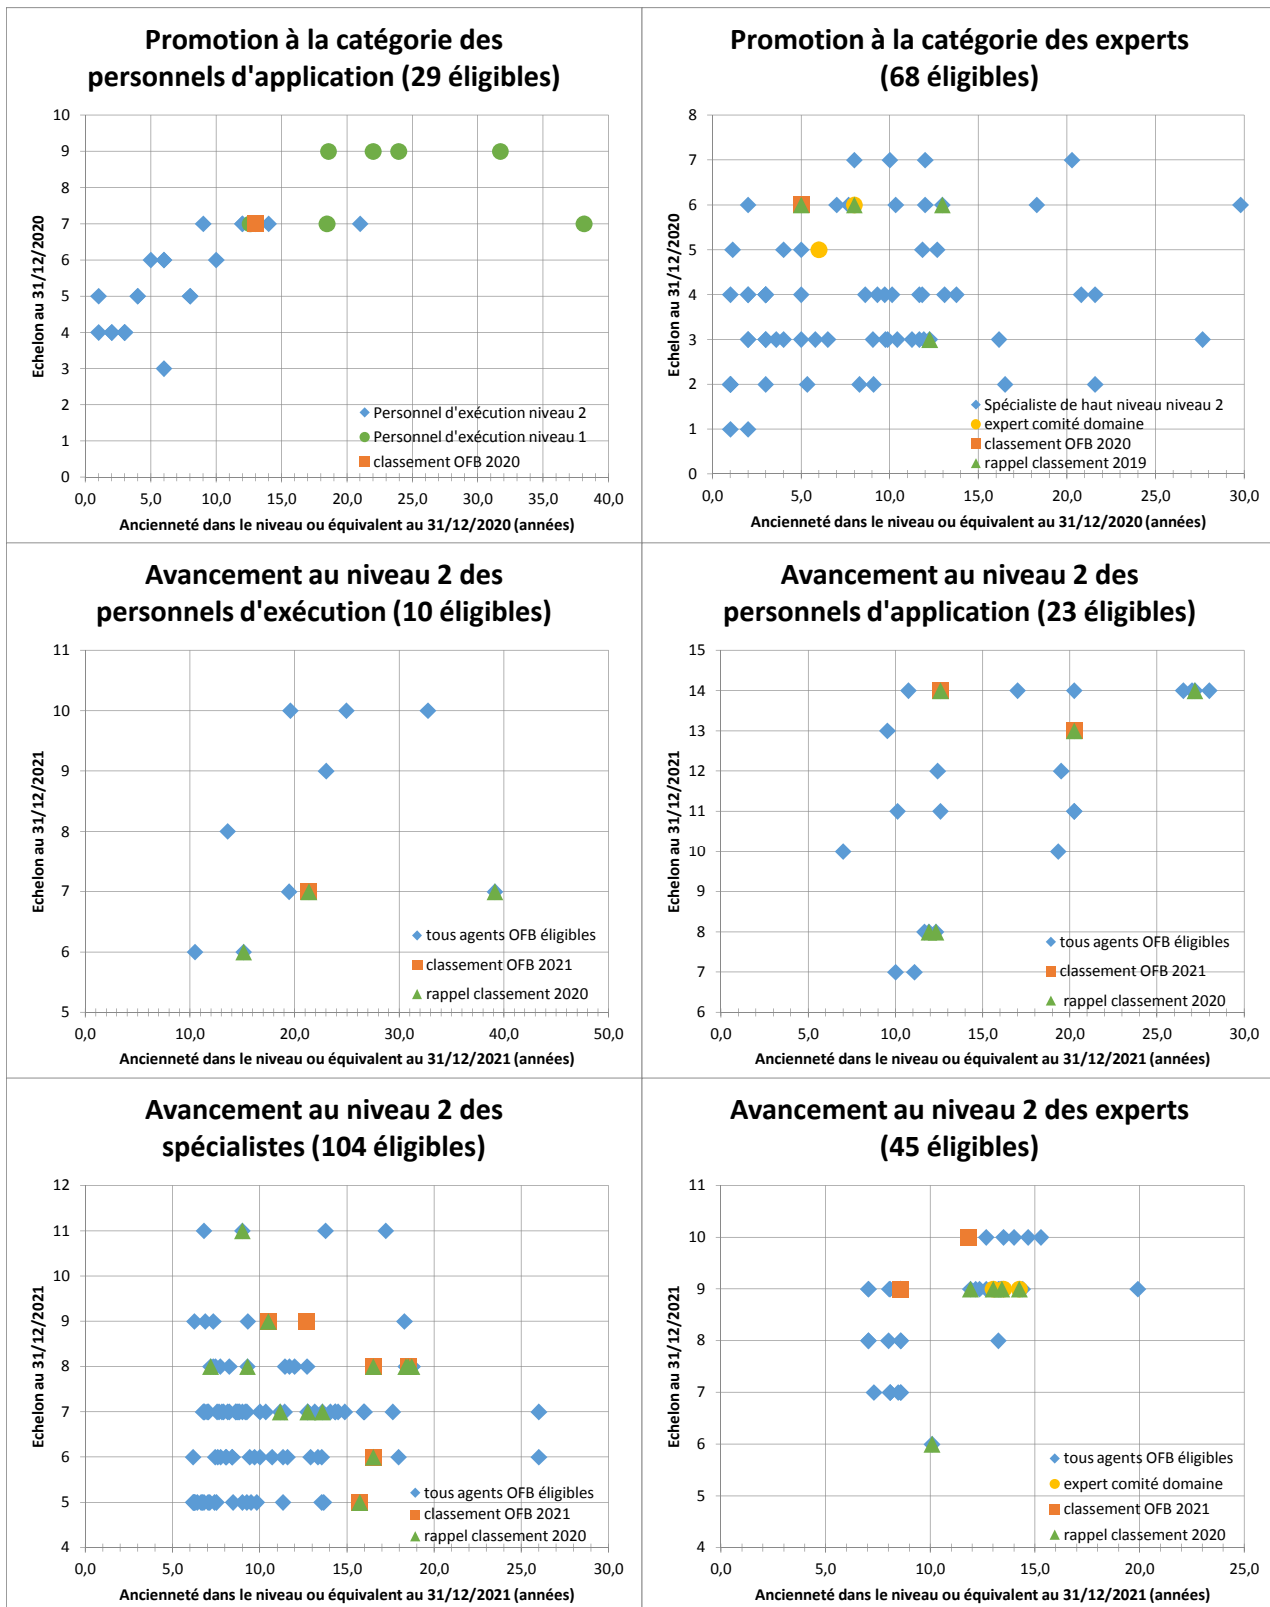 Promotion à la catégorie des
personnels d'application (29 éligibles)
10
9
8
7
6
5
4
3
2
1
0
Echelon au 31/12/2020
0,0 5,0 10,0 15,0 20,0 25,0 30,0 35,0 40,0
Ancienneté dans le niveau ou équivalent au 31/12/2020 (années)
Personnel d'exécution niveau 2
Personnel d'exécution niveau 1
classement OFB 2020
Promotion à la catégorie des experts
(68 éligibles)
8
7
6
5
4
3
2
1
0
Echelon au 31/12/2020
0,0 5,0 10,0 15,0 20,0 25,0 30,0
Ancienneté dans le niveau ou équivalent au 31/12/2020 (années)
Spécialiste de haut niveau niveau 2
expert comité domaine
classement OFB 2020
rappel classement 2019
Avancement au niveau 2 des
personnels d'exécution (10 éligibles)
11
10
9
8
7
6
5
Echelon au 31/12/2021
0,0 10,0 20,0 30,0 40,0 50,0
Ancienneté dans le niveau ou équivalent au 31/12/2021 (années)
tous agents OFB éligibles
classement OFB 2021
rappel classement 2020
Avancement au niveau 2 des
personnels d'application (23 éligibles)
15
14
13
12
11
10
9
8
7
6
Echelon au 31/12/2021
0,0 5,0 10,0 15,0 20,0 25,0 30,0
Ancienneté dans le niveau ou équivalent au 31/12/2021 (années)
tous agents OFB éligibles
classement OFB 2021
rappel classement 2020
Avancement au niveau 2 des
spécialistes (104 éligibles)
12
11
10
9
8
7
6
5
4
Echelon au 31/12/2021
0,0 5,0 10,0 15,0 20,0 25,0 30,0
Ancienneté dans le niveau ou équivalent au 31/12/2021 (années)
tous agents OFB éligibles
classement OFB 2021
rappel classement 2020
Avancement au niveau 2 des experts
(45 éligibles)
11
10
9
8
7
6
5
4
Echelon au 31/12/2021
0,0 5,0 10,0 15,0 20,0 25,0
Ancienneté dans le niveau ou équivalent au 31/12/2021 (années)
tous agents OFB éligibles
expert comité domaine
classement OFB 2021
rappel classement 2020